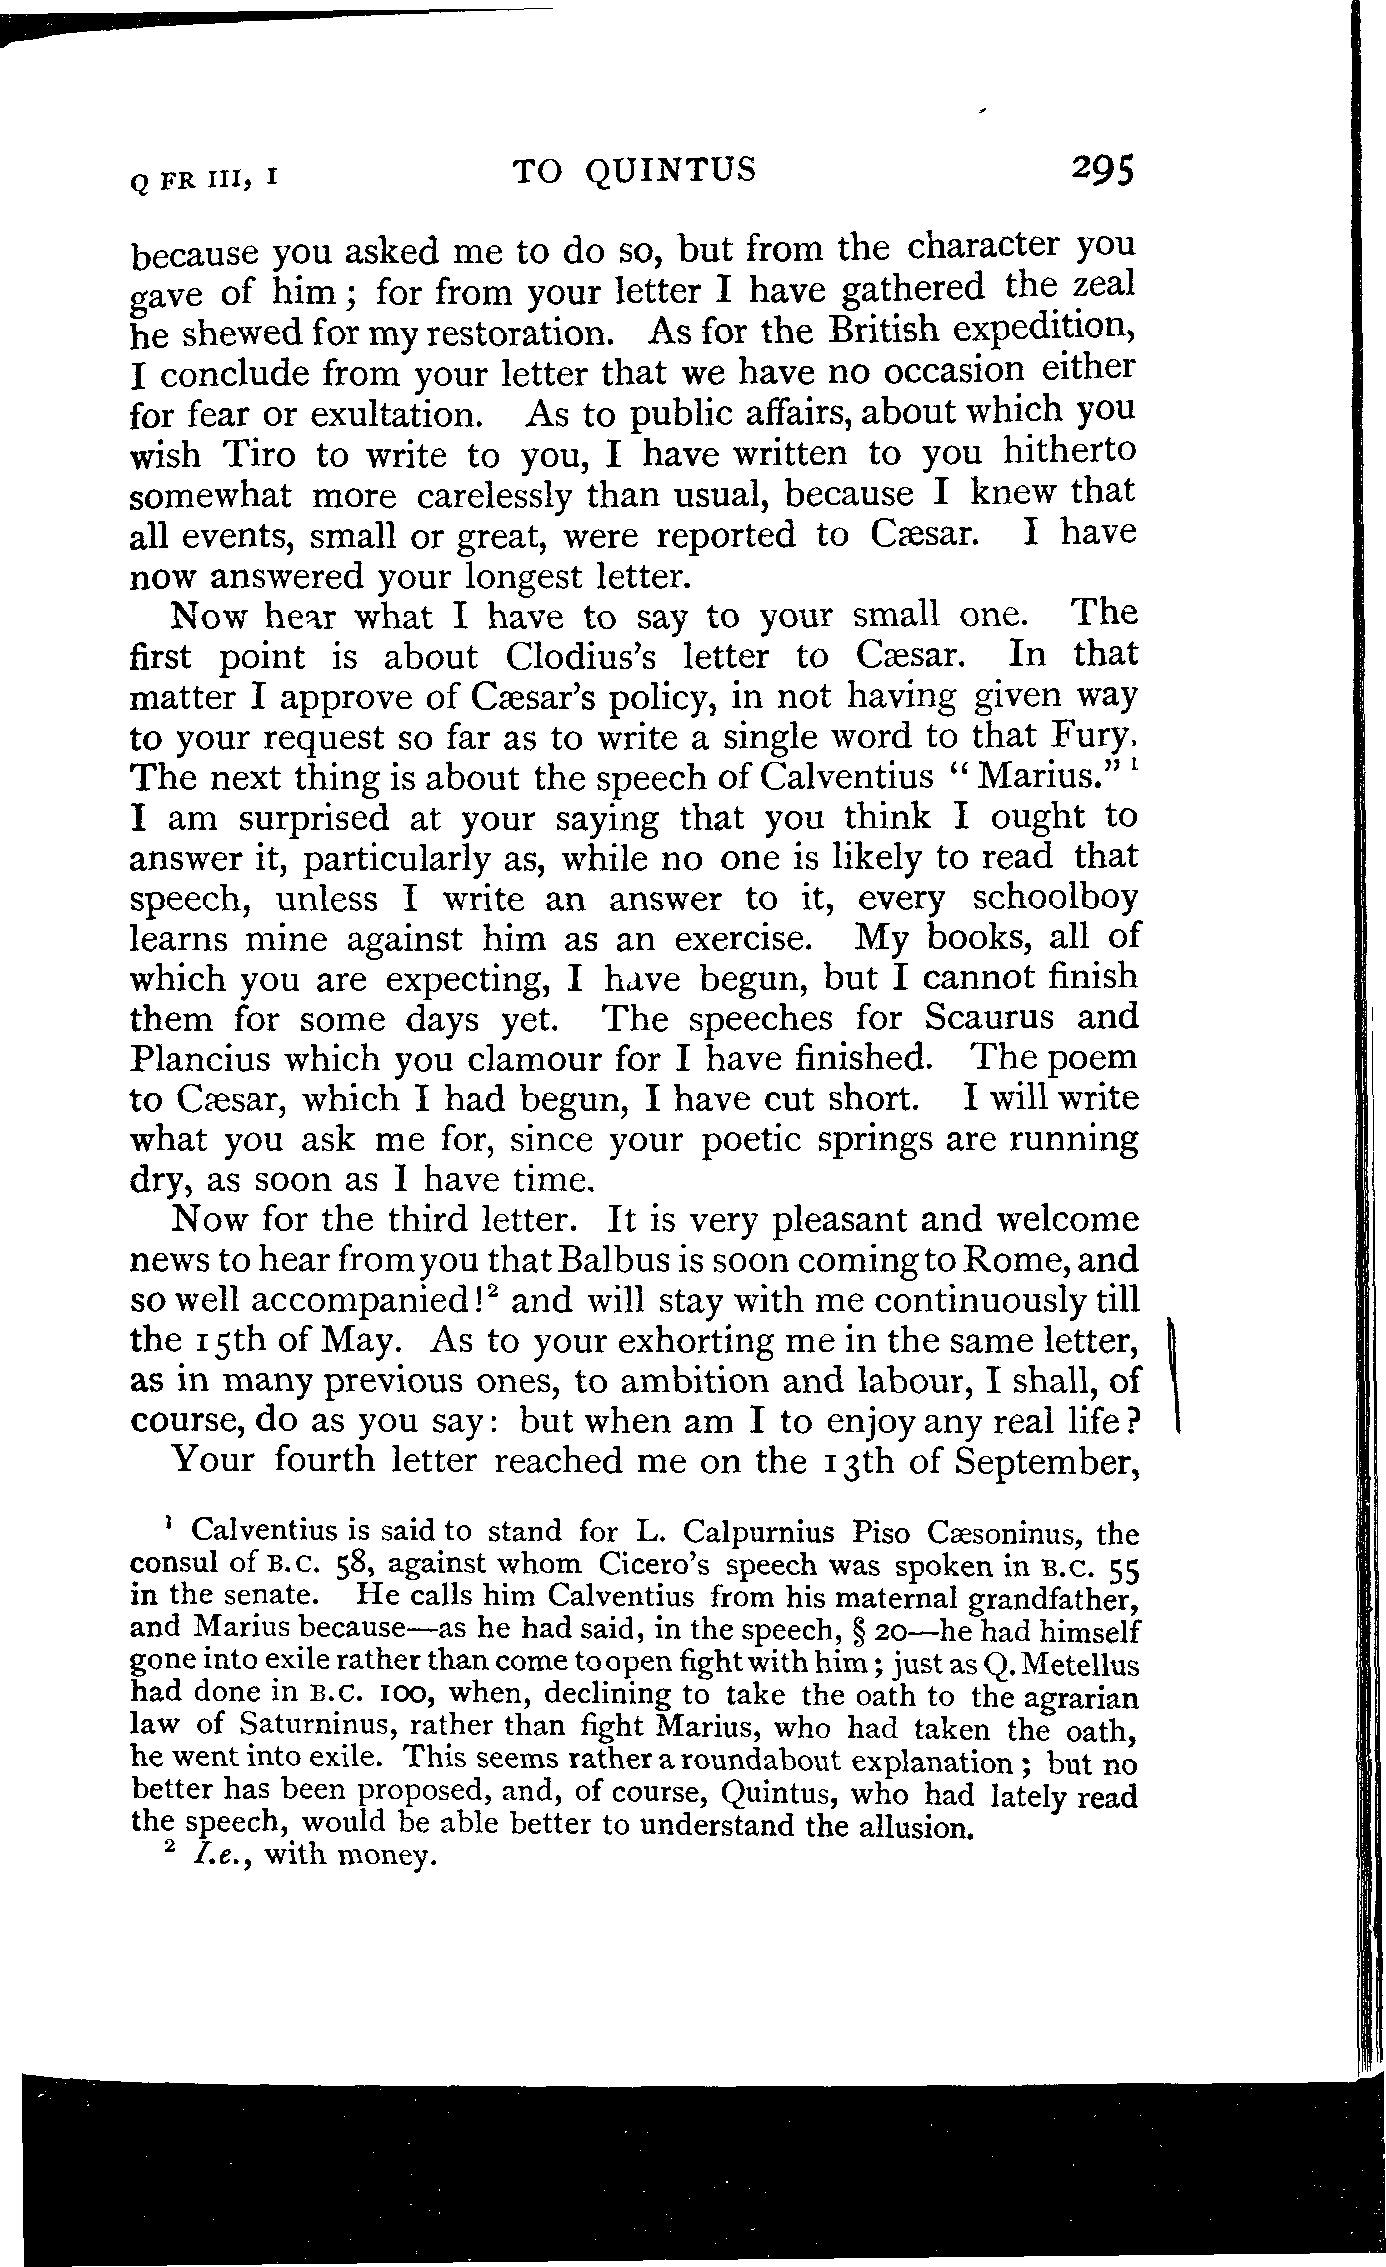 Q FR III, I TO QUINTUS 295
because you asked me to do so, but from the character you
gave of him ; for from your letter I have gathered the zeal
he shewed for my restoration. As for the British expedition,
I conclude from your letter that we have no occasion either
for fear or exultation. As to public affairs, about which you
wish Tiro to write to you, I have written to you hitherto
somewhat more carelessly than usual, because I knew that
all events, small or great, were reported to Cæsar. I have
now answered your longest letter.
Now hear what I have to say to your small one. The
first point is about Clodius's letter to Cæsar. In that
matter I approve of Cæsar's policy, in not having given way
to your request so far as to write a single word to that Fury.
The next thing is about the speech of Calventius “ Marius.” ¹
I am surprised at your saying that you think I ought to
answer it, particularly as, while no one is likely to read that
speech, unless I write an answer to it, every schoolboy
learns mine against him as an exercise. My books, all of
which you are expecting, I have begun, but I cannot finish
them for some days yet. The speeches for Scaurus and
Plancius which you clamour for I have finished. The poem
to Cæsar, which I had begun, I have cut short. I will write
what you ask me for, since your poetic springs are running
dry, as soon as I have time.
Now for the third letter. It is very pleasant and welcome
news to hear from you that Balbus is soon coming to Rome, and
so well accompanied!² and will stay with me continuously till
the 15th of May. As to your exhorting me in the same letter,
as in many previous ones, to ambition and labour, I shall, of
course, do as you say: but when am I to enjoy any real life?
Your fourth letter reached me on the 13th of September,
¹ Calventius is said to stand for L. Calpurnius Piso Cæsoninus, the
consul of B.C. 58, against whom Cicero's speech was spoken in B.C. 55
in the senate. He calls him Calventius from his maternal grandfather,
and Marius because—as he had said, in the speech, § 20—he had himself
gone into exile rather than come to open fight with him ; just as Q. Metellus
had done in B.C. 100, when, declining to take the oath to the agrarian
law of Saturninus, rather than fight Marius, who had taken the oath,
he went into exile. This seems rather a roundabout explanation ; but no
better has been proposed, and, of course, Quintus, who had lately read
the speech, would be able better to understand the allusion.
² I.e., with money.